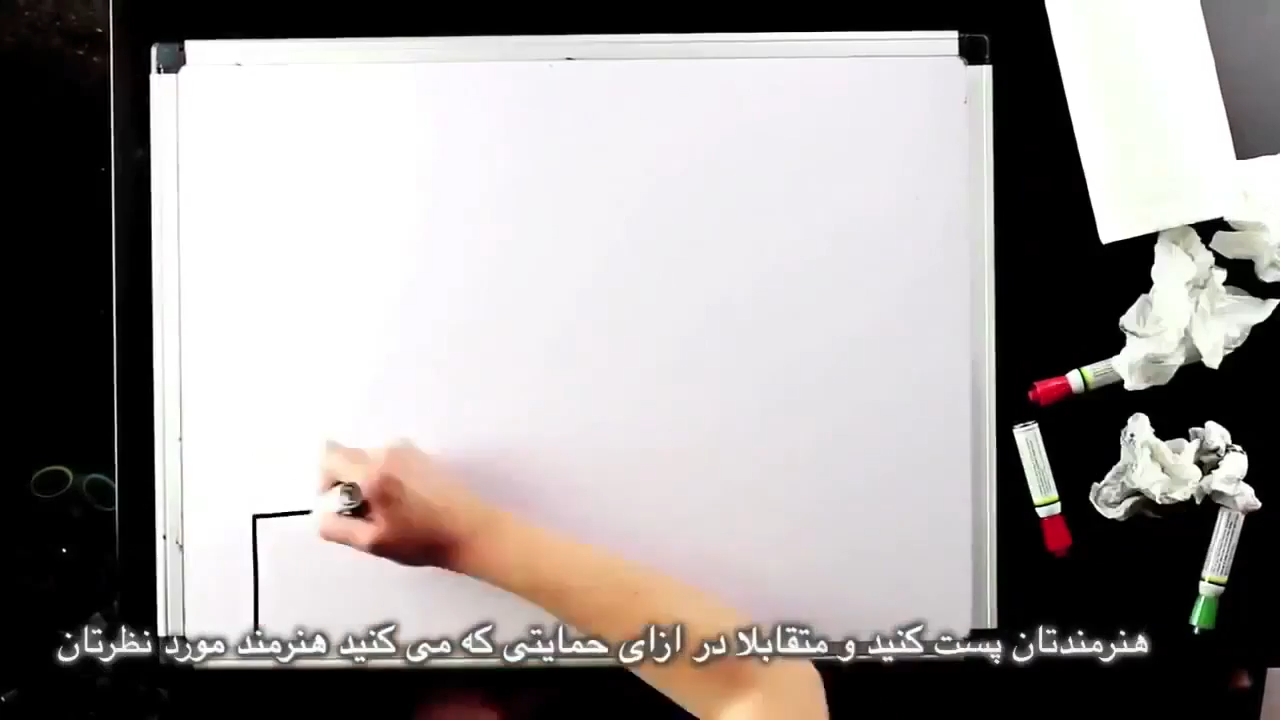 هنرمندتان پست کنید و متقابلا در ازای حمایتی که می کنید هنرمند مورد نظرتان